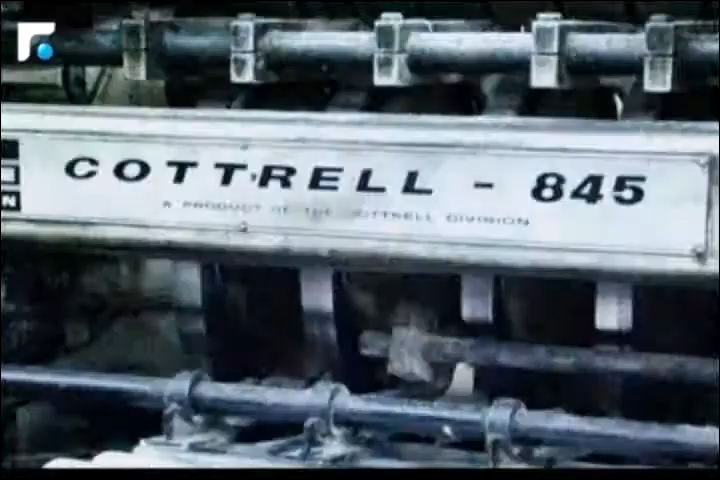 COTTRELL - 845
A PRODUCT OF THE COTTRELL DIVISION
N